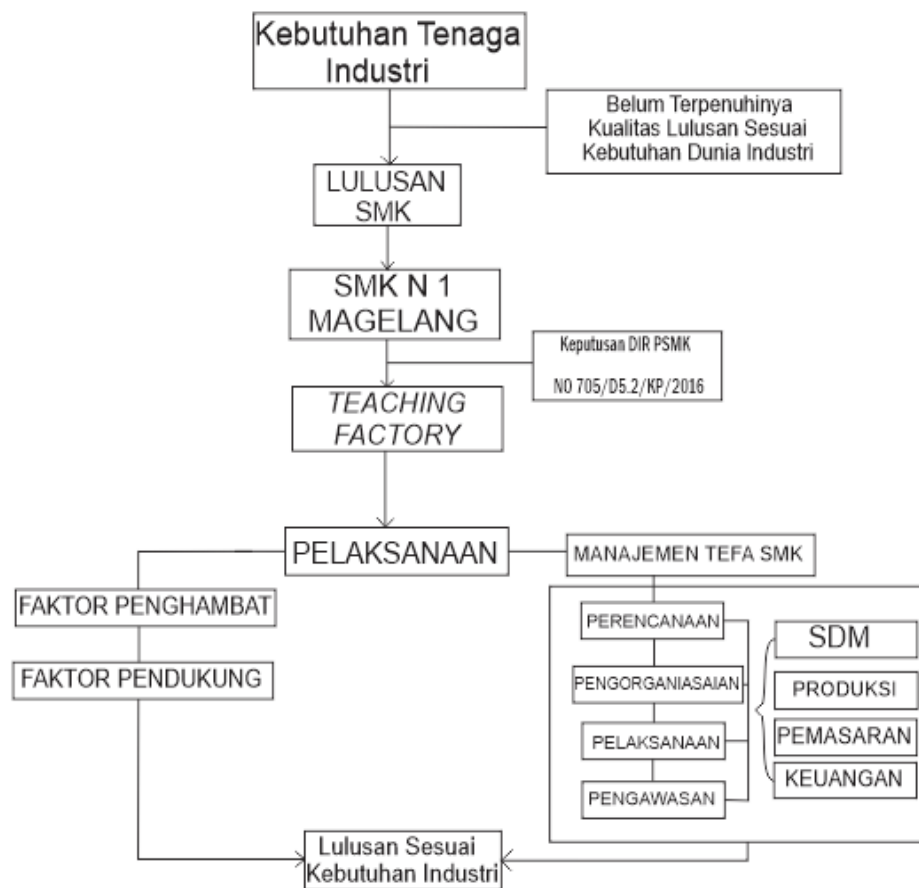 Kebutuhan Tenaga
Industri
Belum Terpenuhinya
Kualitas Lulusan Sesuai
Kebutuhan Dunia Industri
LULUSAN
SMK
SMK N 1
MAGELANG
Keputusan DIR PSMK
NO 705/D5.2/KP/2016
TEACHING
FACTORY
PELAKSANAAN
MANAJEMEN TEFA SMK
FAKTOR PENGHAMBAT
FAKTOR PENDUKUNG
PERENCANAAN
PENGORGANIASAIAN
PELAKSANAAN
PENGAWASAN
SDM
PRODUKSI
PEMASARAN
KEUANGAN
Lulusan Sesuai
Kebutuhan Industri